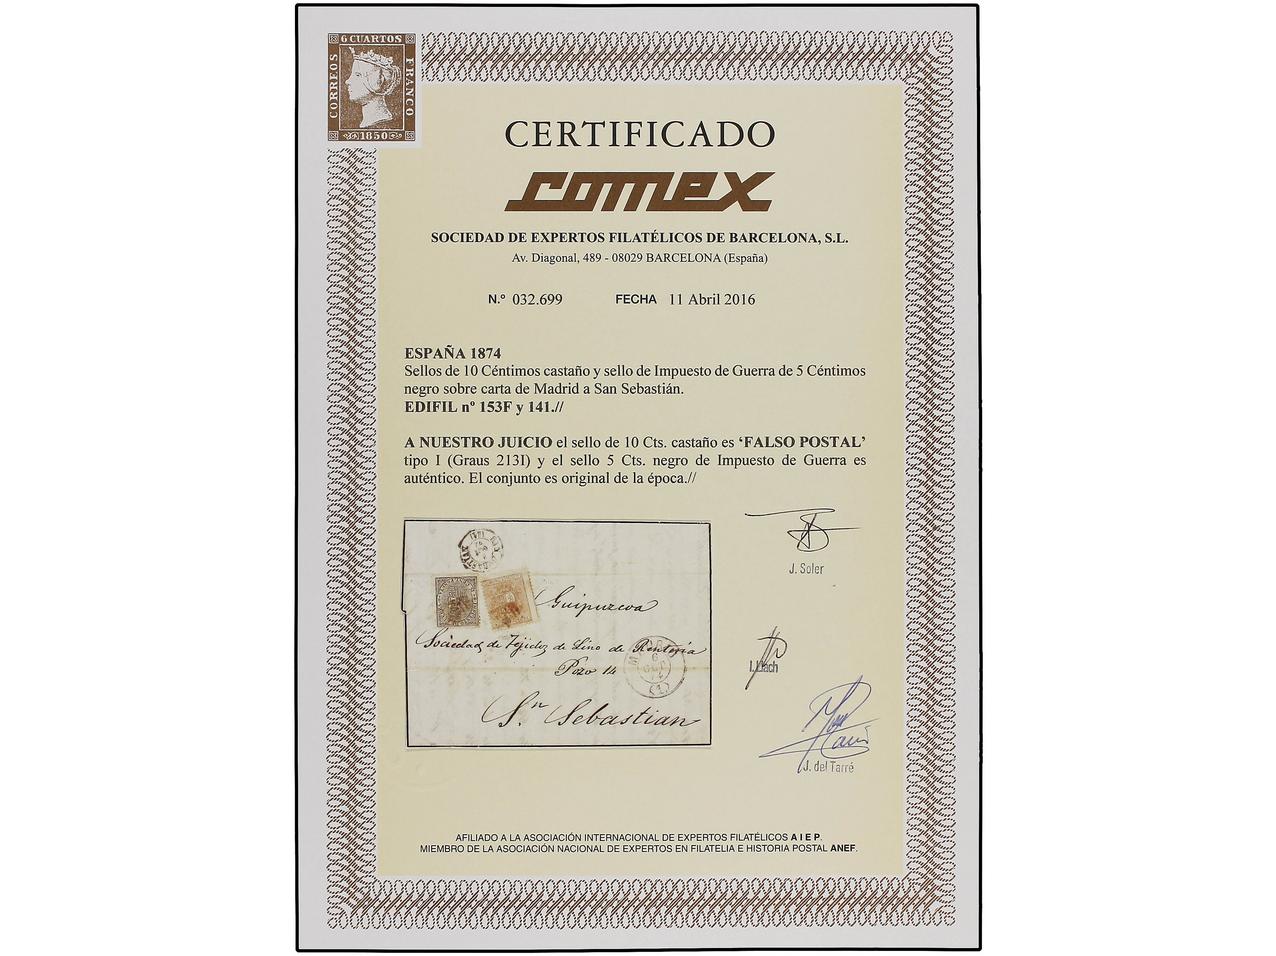 6 CUARTOS
CORREOS
FRANCO
1850
CERTIFICADO
comex
SOCIEDAD DE EXPERTOS FILATÉLICOS DE BARCELONA, S.L.
Av. Diagonal, 489 - 08029 BARCELONA (España)
N.º 032.699 FECHA 11 Abril 2016
ESPAÑA 1874
Sellos de 10 Céntimos castaño y sello de Impuesto de Guerra de 5 Céntimos
negro sobre carta de Madrid a San Sebastián.
EDIFIL nº 153F y 141.//
A NUESTRO JUICIO el sello de 10 Cts. castaño es ‘FALSO POSTAL’
tipo I (Graus 213I) y el sello 5 Cts. negro de Impuesto de Guerra es
auténtico. El conjunto es original de la época.//
Guipuzcoa
Sociedad de Tejidos de Lino de Renteria
Pozo 14
Sn Sebastian
(1)
J. Soler
I. Llach
J. del Tarré
AFILIADO A LA ASOCIACIÓN INTERNACIONAL DE EXPERTOS FILATÉLICOS A I E P.
MIEMBRO DE LA ASOCIACIÓN NACIONAL DE EXPERTOS EN FILATELIA E HISTORIA POSTAL ANEF.